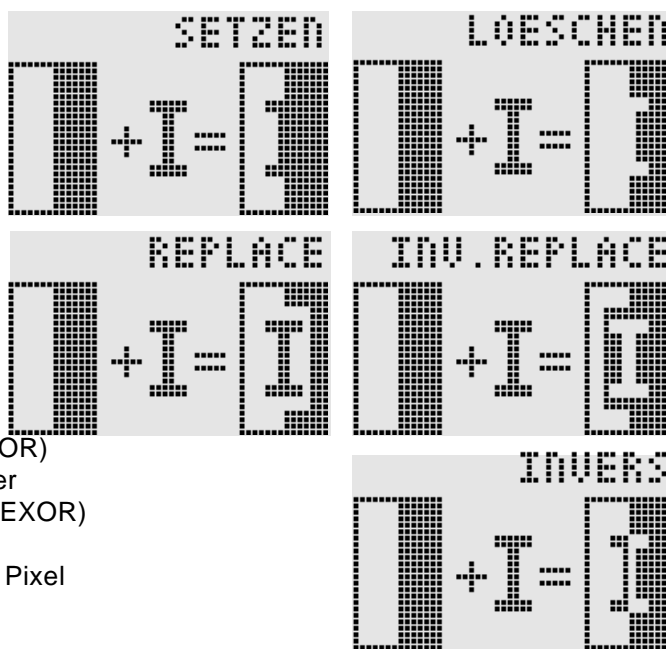 SETZEN
LOESCHEN
+ I =
+ I =
REPLACE
INV.REPLACE
+ I =
+ I =
OR)
er
EXOR)
Pixel
INVERS
+ I =